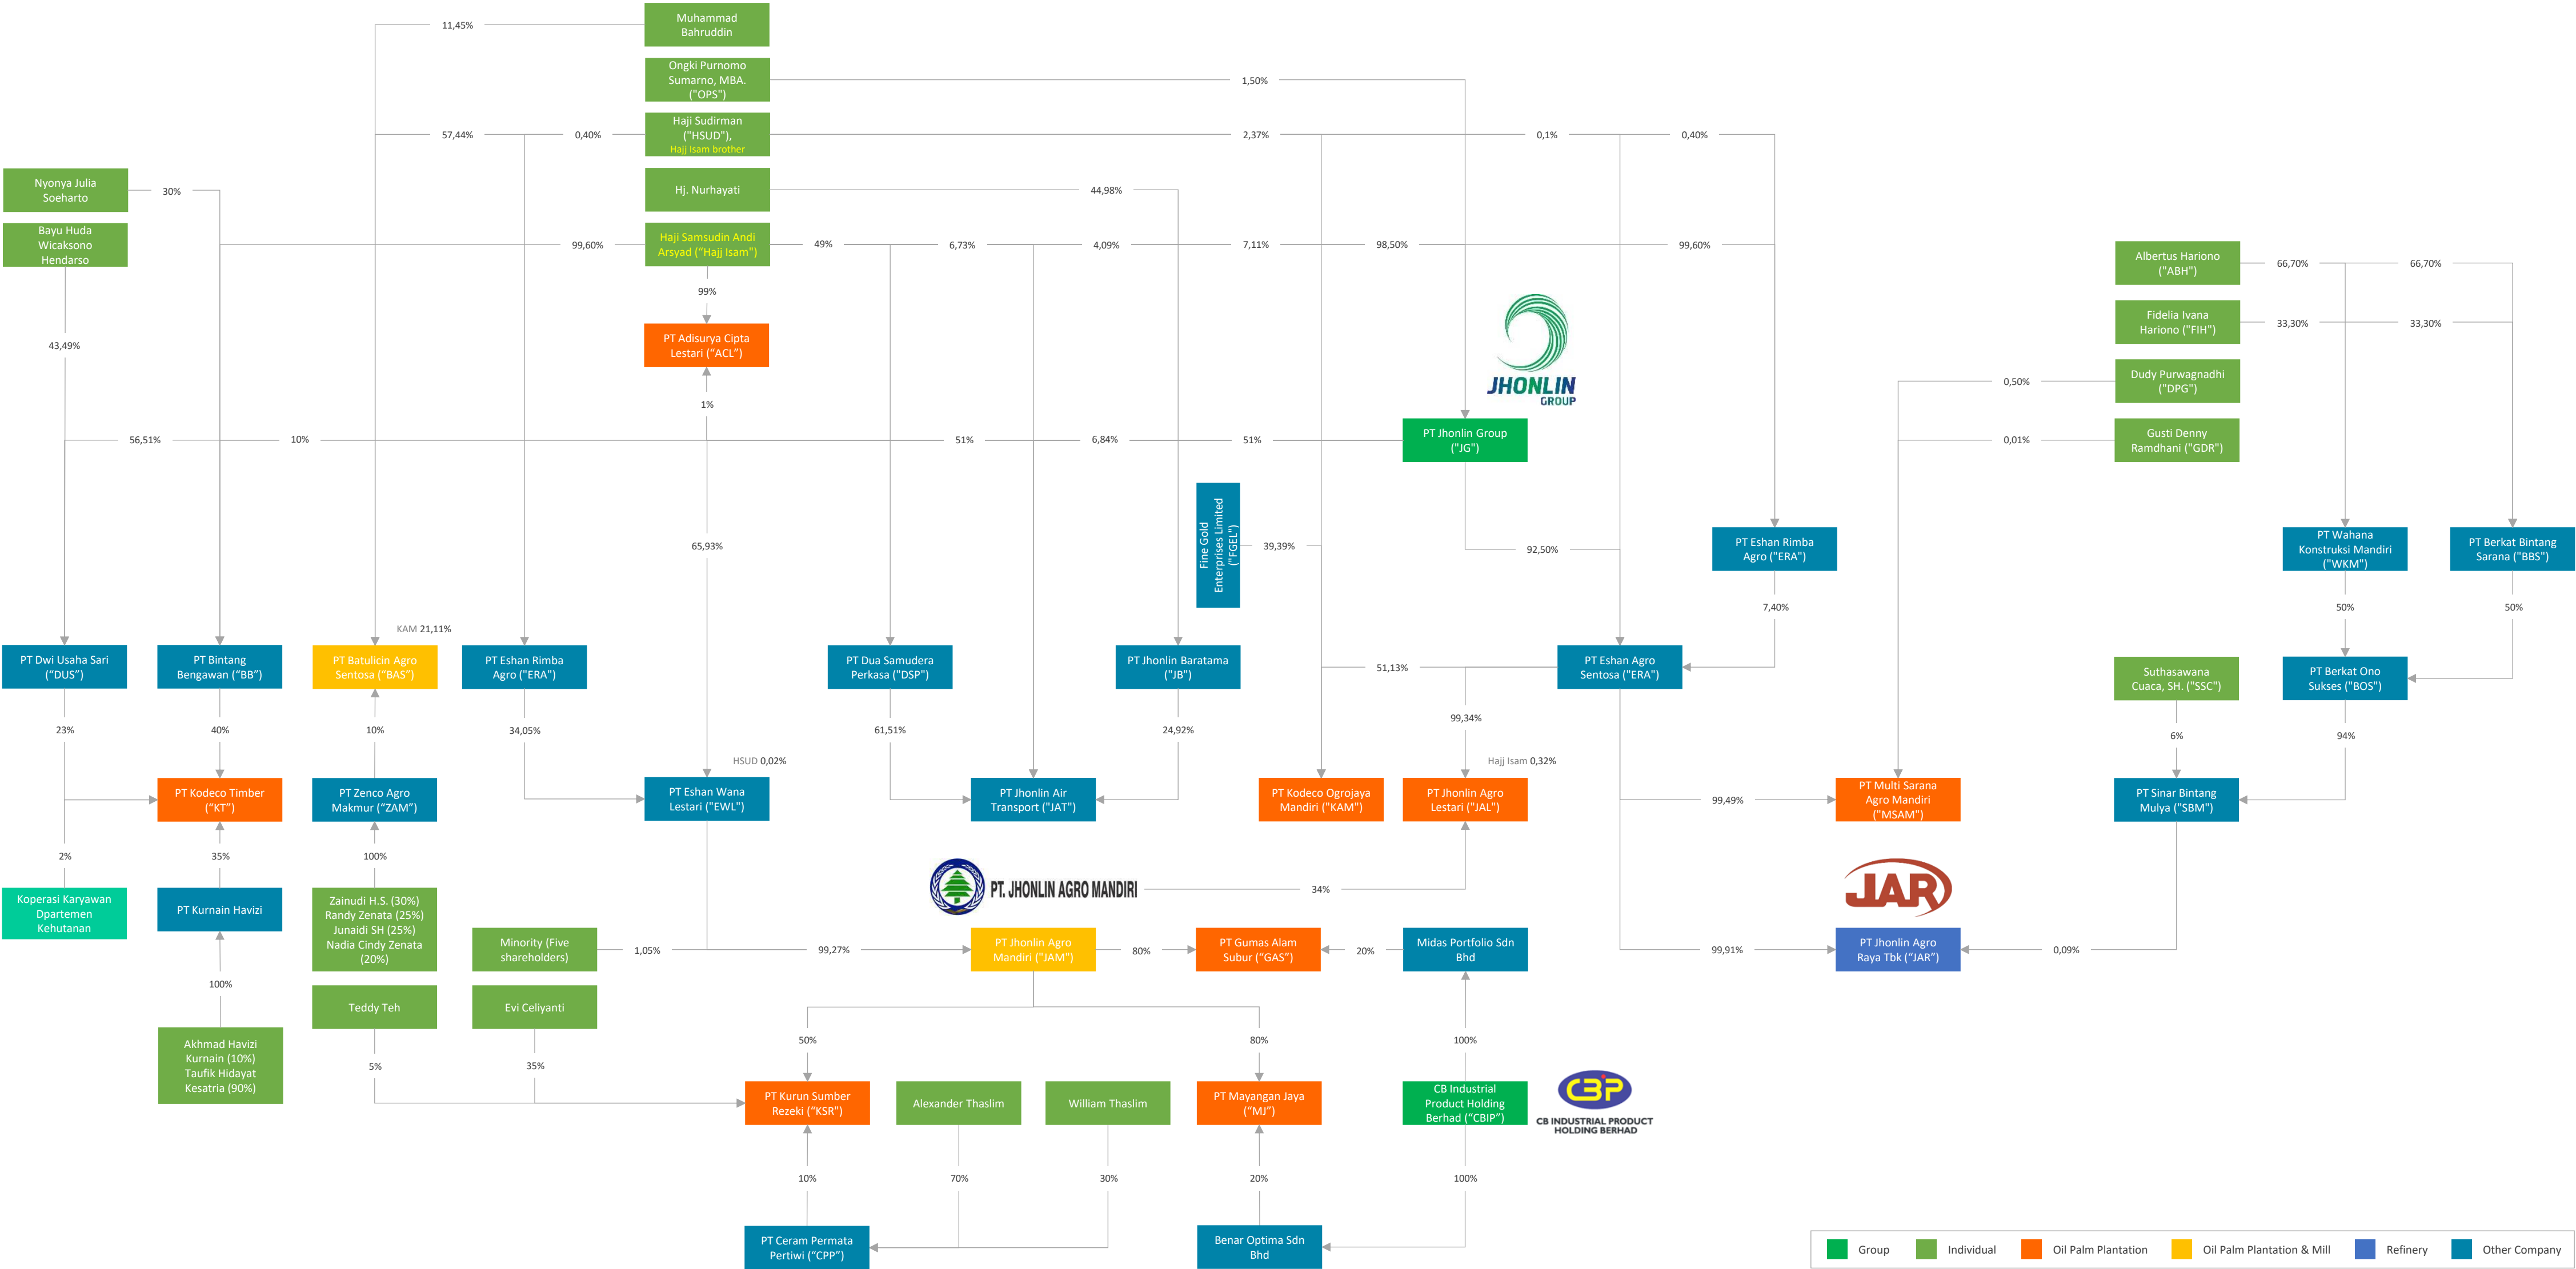 Muhammad
Bahruddin
11,45%
Ongki Purnomo
Sumarno, MBA.
("OPS")
1,50%
Haji Sudirman
("HSUD"),
Hajj Isam brother
57,44%
0,40%
2,37%
0,1%
0,40%
Nyonya Julia
Soeharto
30%
Hj. Nurhayati
44,98%
Bayu Huda
Wicaksono
Hendarso
99,60%
Haji Samsudin Andi
Arsyad ("Hajj Isam")
49%
6,73%
4,09%
7,11%
98,50%
99,60%
Albertus Hariono
("ABH")
66,70%
66,70%
99%
Fidelia Ivana
Hariono ("FIH")
33,30%
33,30%
43,49%
PT Adisurya Cipta
Lestari ("ACL")
JHONLIN
GROUP
0,50%
Dudy Purwagnadhi
("DPG")
1%
56,51%
10%
51%
6,84%
51%
PT Jhonlin Group
("JG")
0,01%
Gusti Denny
Ramdhani ("GDR")
65,93%
Fine Gold
Enterprises Limited
("FGEL")
39,39%
92,50%
PT Eshan Rimba
Agro ("ERA")
PT Wahana
Konstruksi Mandiri
("WKM")
PT Berkat Bintang
Sarana ("BBS")
7,40%
50%
50%
KAM 21,11%
PT Dwi Usaha Sari
("DUS")
PT Bintang
Bengawan ("BB")
PT Batulicin Agro
Sentosa ("BAS")
PT Eshan Rimba
Agro ("ERA")
PT Dua Samudera
Perkasa ("DSP")
PT Jhonlin Baratama
("JB")
51,13%
PT Eshan Agro
Sentosa ("ERA")
Suthasawana
Cuaca, SH. ("SSC")
PT Berkat Ono
Sukses ("BOS")
23%
40%
10%
34,05%
61,51%
24,92%
99,34%
6%
94%
HSUD 0,02%
Hajj Isam 0,32%
PT Kodeco Timber
("KT")
PT Zenco Agro
Makmur ("ZAM")
PT Eshan Wana
Lestari ("EWL")
PT Jhonlin Air
Transport ("JAT")
PT Kodeco Ogrojaya
Mandiri ("KAM")
PT Jhonlin Agro
Lestari ("JAL")
99,49%
PT Multi Sarana
Agro Mandiri
("MSAM")
PT Sinar Bintang
Mulya ("SBM")
2%
35%
100%
PT. JHONLIN AGRO MANDIRI
34%
JAR
Koperasi Karyawan
Dpartemen
Kehutanan
PT Kurnain Havizi
Zainudi H.S. (30%)
Randy Zenata (25%)
Junaidi SH (25%)
Nadia Cindy Zenata
(20%)
Minority (Five
shareholders)
1,05%
99,27%
PT Jhonlin Agro
Mandiri ("JAM")
80%
PT Gumas Alam
Subur ("GAS")
20%
Midas Portfolio Sdn
Bhd
99,91%
PT Jhonlin Agro
Raya Tbk ("JAR")
0,09%
100%
Teddy Teh
Evi Celiyanti
Akhmad Havizi
Kurnain (10%)
Taufik Hidayat
Kesatria (90%)
5%
35%
50%
80%
100%
PT Kurun Sumber
Rezeki ("KSR")
Alexander Thaslim
William Thaslim
PT Mayangan Jaya
("MJ")
CB Industrial
Product Holding
Berhad ("CBIP")
CBIP
CB INDUSTRIAL PRODUCT
HOLDING BERHAD
10%
70%
30%
20%
100%
PT Ceram Permata
Pertiwi ("CPP")
Benar Optima Sdn
Bhd
Group
Individual
Oil Palm Plantation
Oil Palm Plantation & Mill
Refinery
Other Company